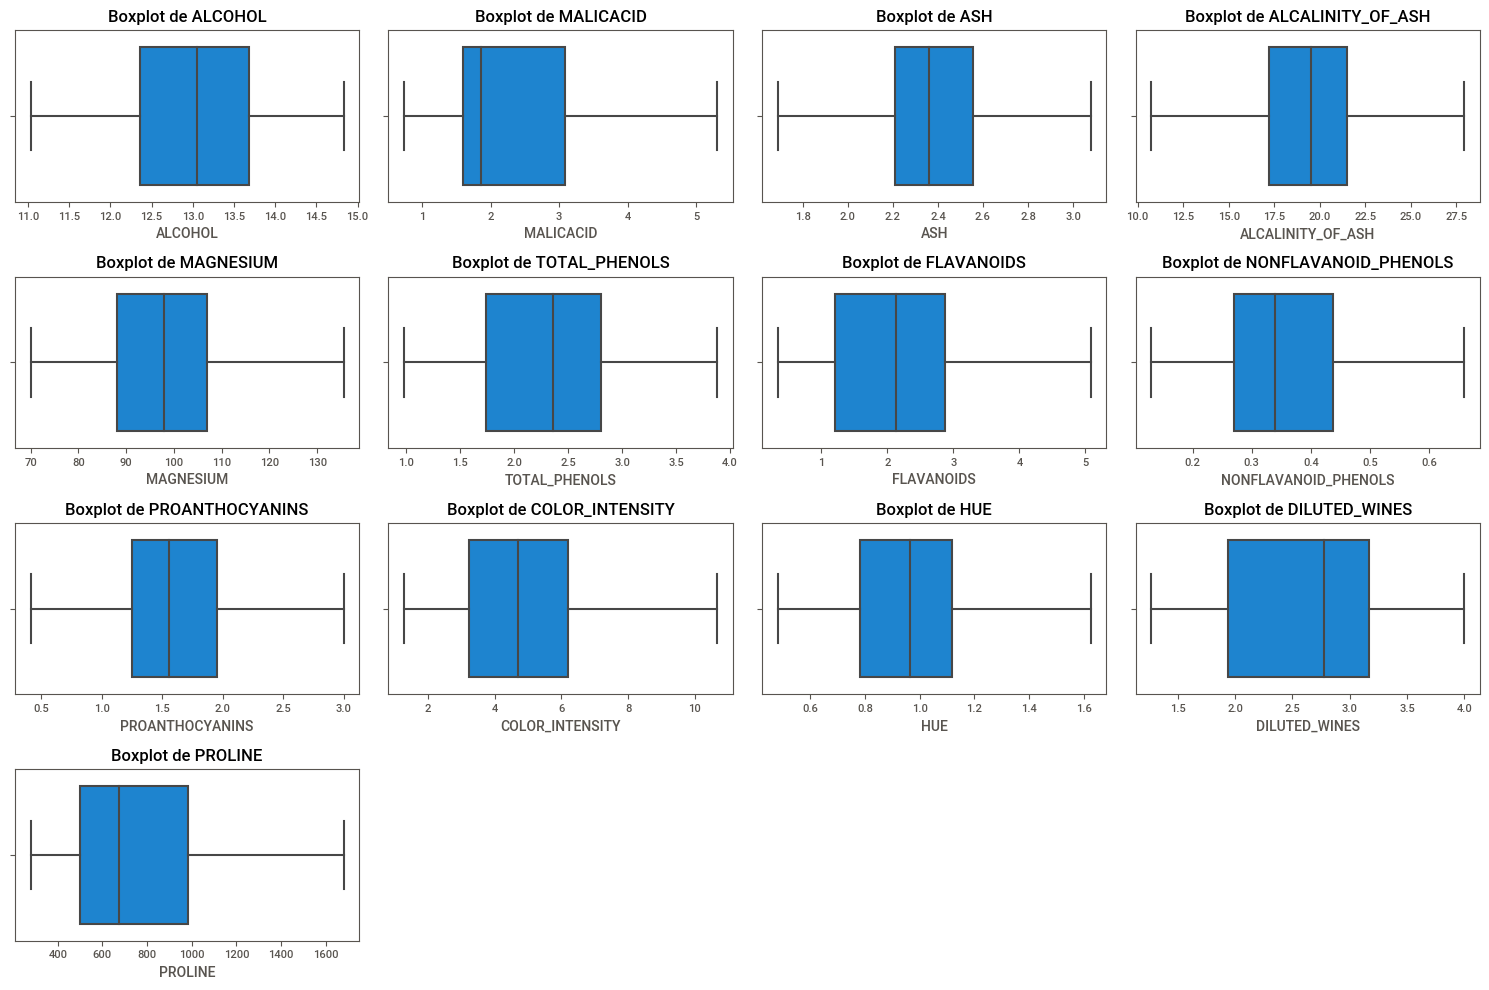 Boxplot de ALCOHOL
11.0 11.5 12.0 12.5 13.0 13.5 14.0 14.5 15.0
ALCOHOL
Boxplot de MALICACID
1 2 3 4 5
MALICACID
Boxplot de ASH
1.8 2.0 2.2 2.4 2.6 2.8 3.0
ASH
Boxplot de ALCALINITY_OF_ASH
10.0 12.5 15.0 17.5 20.0 22.5 25.0 27.5
ALCALINITY_OF_ASH
Boxplot de MAGNESIUM
70 80 90 100 110 120 130
MAGNESIUM
Boxplot de TOTAL_PHENOLS
1.0 1.5 2.0 2.5 3.0 3.5 4.0
TOTAL_PHENOLS
Boxplot de FLAVANOIDS
1 2 3 4 5
FLAVANOIDS
Boxplot de NONFLAVANOID_PHENOLS
0.2 0.3 0.4 0.5 0.6
NONFLAVANOID_PHENOLS
Boxplot de PROANTHOCYANINS
0.5 1.0 1.5 2.0 2.5 3.0
PROANTHOCYANINS
Boxplot de COLOR_INTENSITY
2 4 6 8 10
COLOR_INTENSITY
Boxplot de HUE
0.6 0.8 1.0 1.2 1.4 1.6
HUE
Boxplot de DILUTED_WINES
1.5 2.0 2.5 3.0 3.5 4.0
DILUTED_WINES
Boxplot de PROLINE
400 600 800 1000 1200 1400 1600
PROLINE